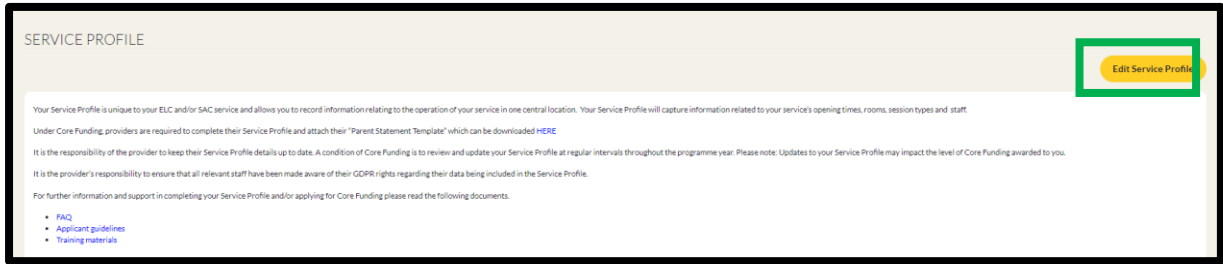 SERVICE PROFILE
Edit Service Profile
Your Service Profile is unique to your ELC and/or SAC service and allows you to record information relating to the operation of your service in one central location. Your Service Profile will capture information related to your service's opening times, rooms, session types and staff.
Under Core Funding, providers are required to complete their Service Profile and attach their "Parent Statement Template" which can be downloaded HERE
It is the responsibility of the provider to keep their Service Profile details up to date. A condition of Core Funding is to review and update your Service Profile at regular intervals throughout the programme year. Please note: Updates to your Service Profile may impact the level of Core Funding awarded to you.
It is the provider's responsibility to ensure that all relevant staff have been made aware of their GDPR rights regarding their data being included in the Service Profile.
For further information and support in completing your Service Profile and/or applying for Core Funding please read the following documents.
• FAQ
• Applicant guidelines
• Training materials